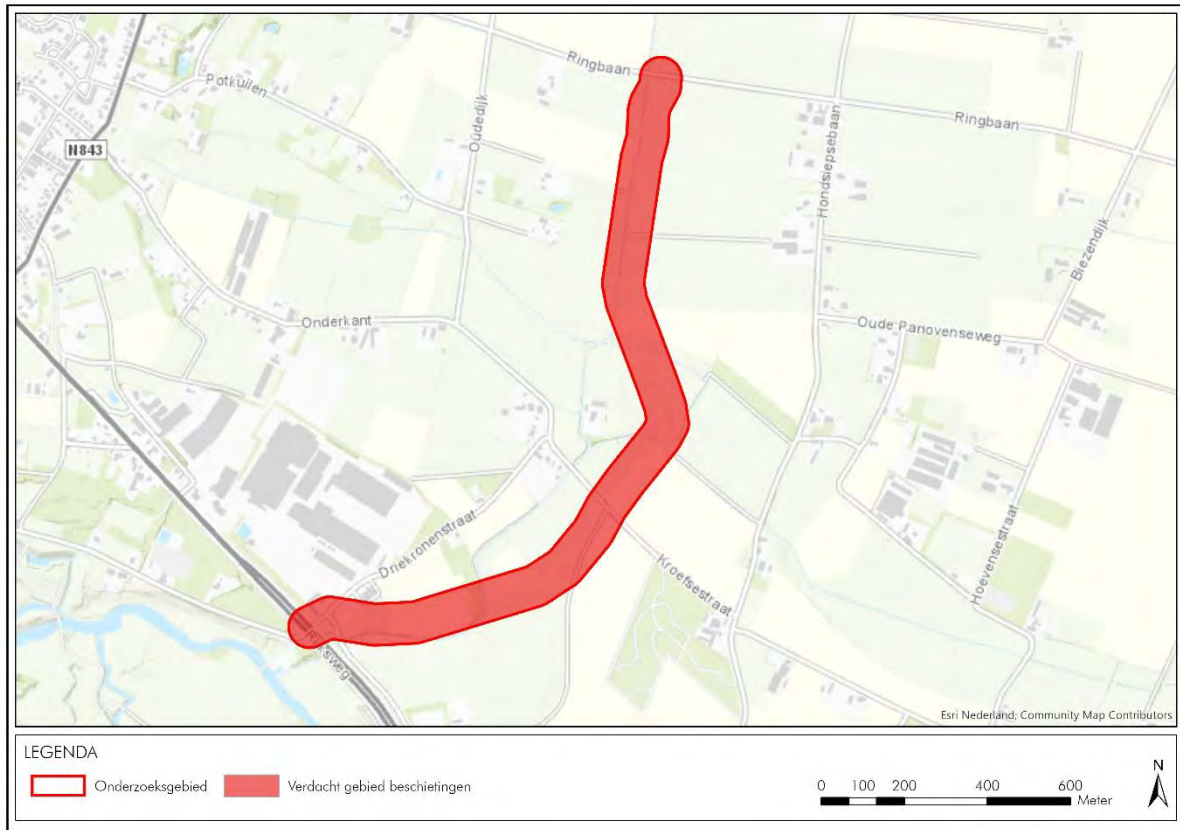 Ringbaan
Potkuilen
Oudedijk
Ringbaan
N843
Hondsiepsebaan
Biezendijk
Onderkant
Oude Panovenseweg
Driekronenstraat
Hoevensestraat
Kroefsestraat
Rijksweg
Esri Nederland, Community Map Contributors
LEGENDA
Onderzoeksgebied
Verdacht gebied beschietingen
N
0 100 200 400 600
Meter